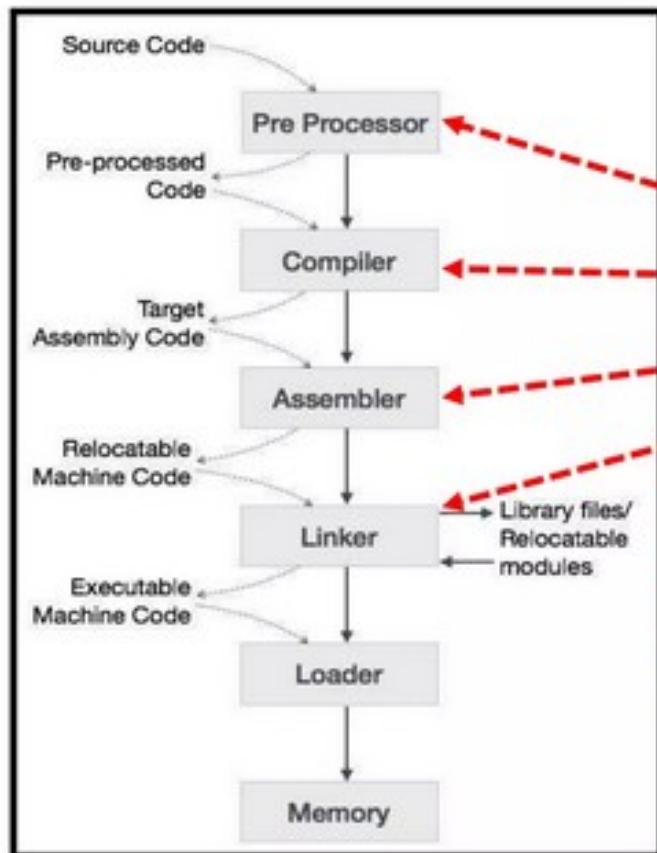 Source Code
Pre Processor
Pre-processed
Code
Compiler
Target
Assembly Code
Assembler
Relocatable
Machine Code
Linker
Library files/
Relocatable
modules
Executable
Machine Code
Loader
Memory